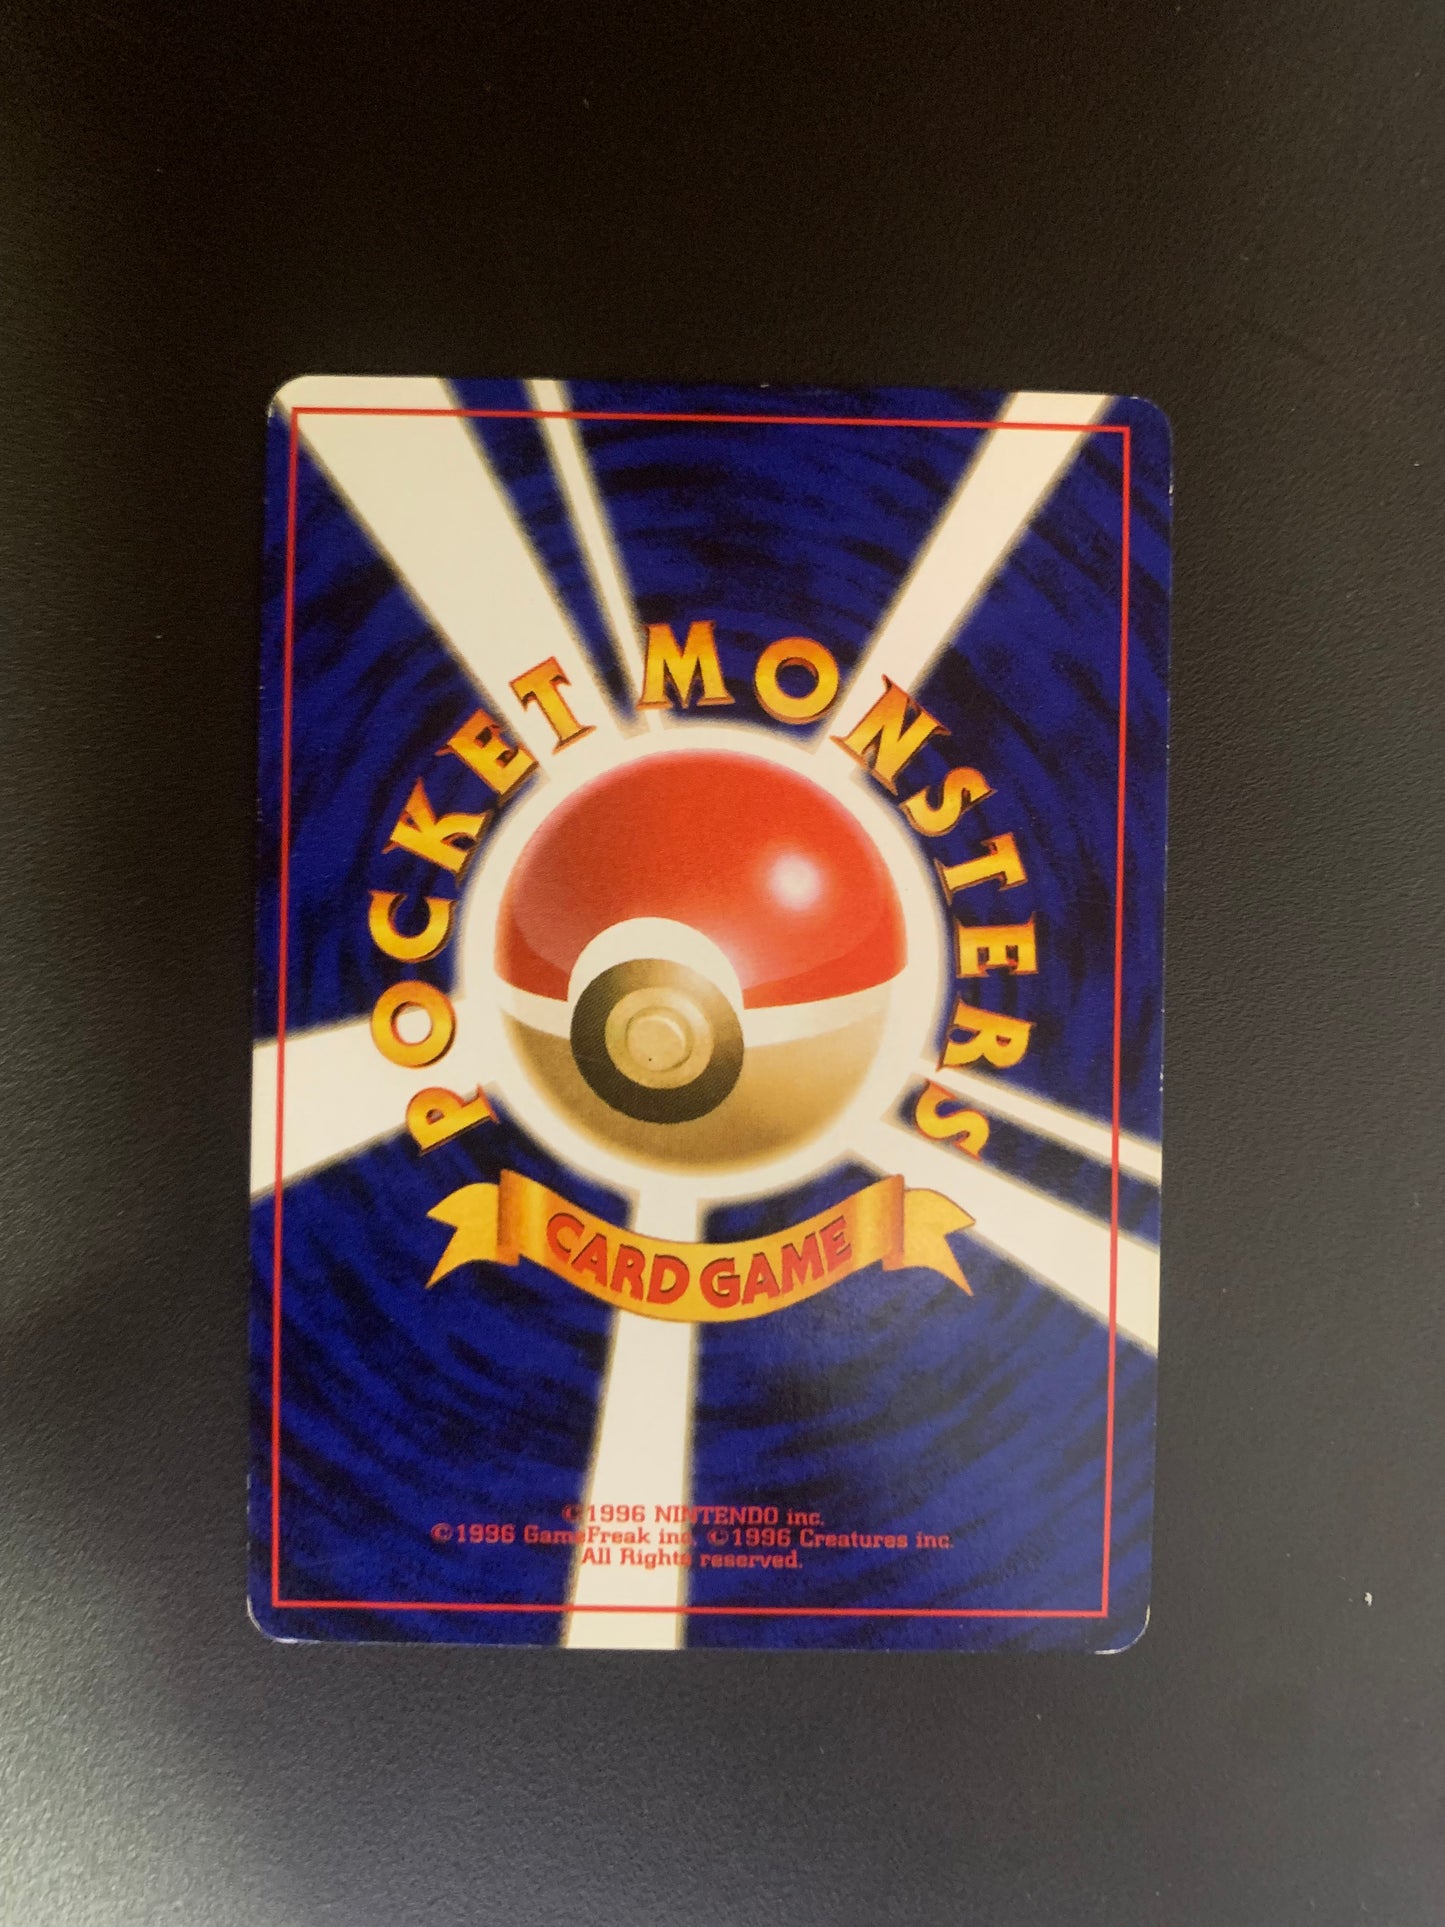 POCKET MONSTERS
CARD GAME
©1996 NINTENDO inc.
©1996 GameFreak inc. ©1996 Creatures inc.
All Rights reserved.